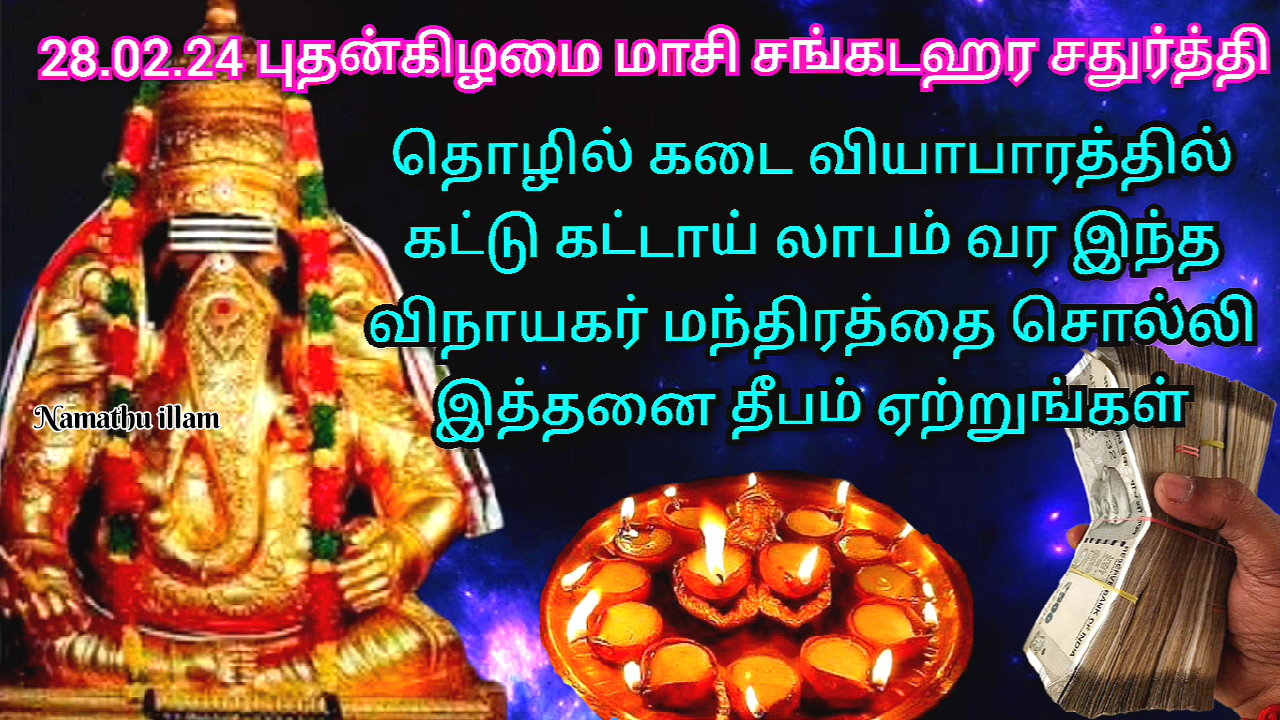 28.02.24 புதன்கிழமை மாசி சங்கடஹர சதுர்த்தி
தொழில் கடை வியாபாரத்தில்
கட்டு கட்டாய் லாபம் வர இந்த
விநாயகர் மந்திரத்தை சொல்லி
இத்தனை தீபம் ஏற்றுங்கள்
Namathu illam